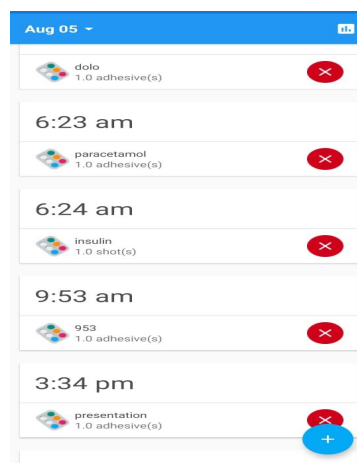 Aug 05
dolo
1.0 adhesive(s)
6:23 am
paracetamol
1.0 adhesive(s)
6:24 am
insulin
1.0 shot(s)
9:53 am
953
1.0 adhesive(s)
3:34 pm
presentation
1.0 adhesive(s)